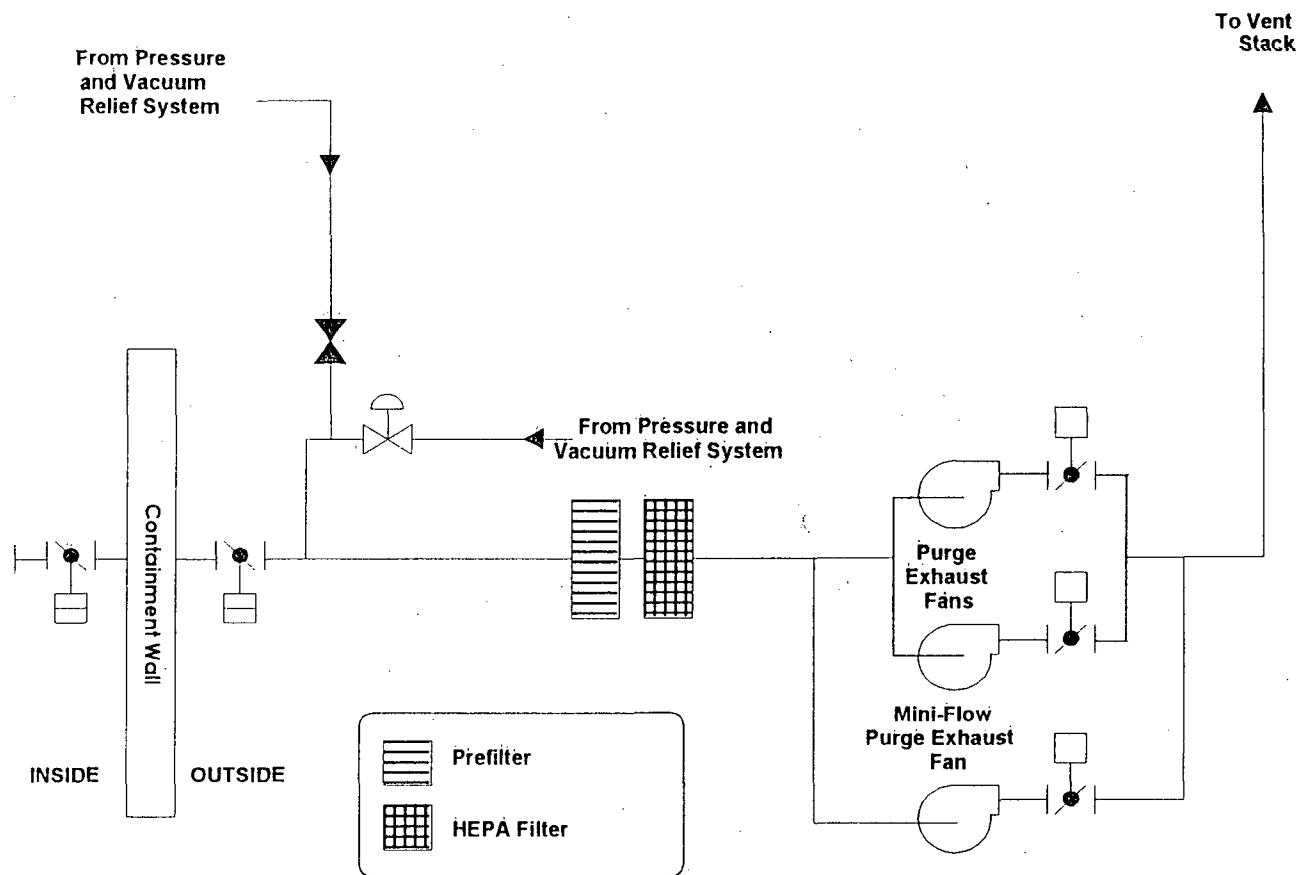 To Vent
Stack
From Pressure
and Vacuum
Relief System
From Pressure and
Vacuum Relief System
Containment Wall
Purge
Exhaust
Fans
Mini-Flow
Purge Exhaust
Fan
INSIDE
OUTSIDE
Prefilter
HEPA Filter